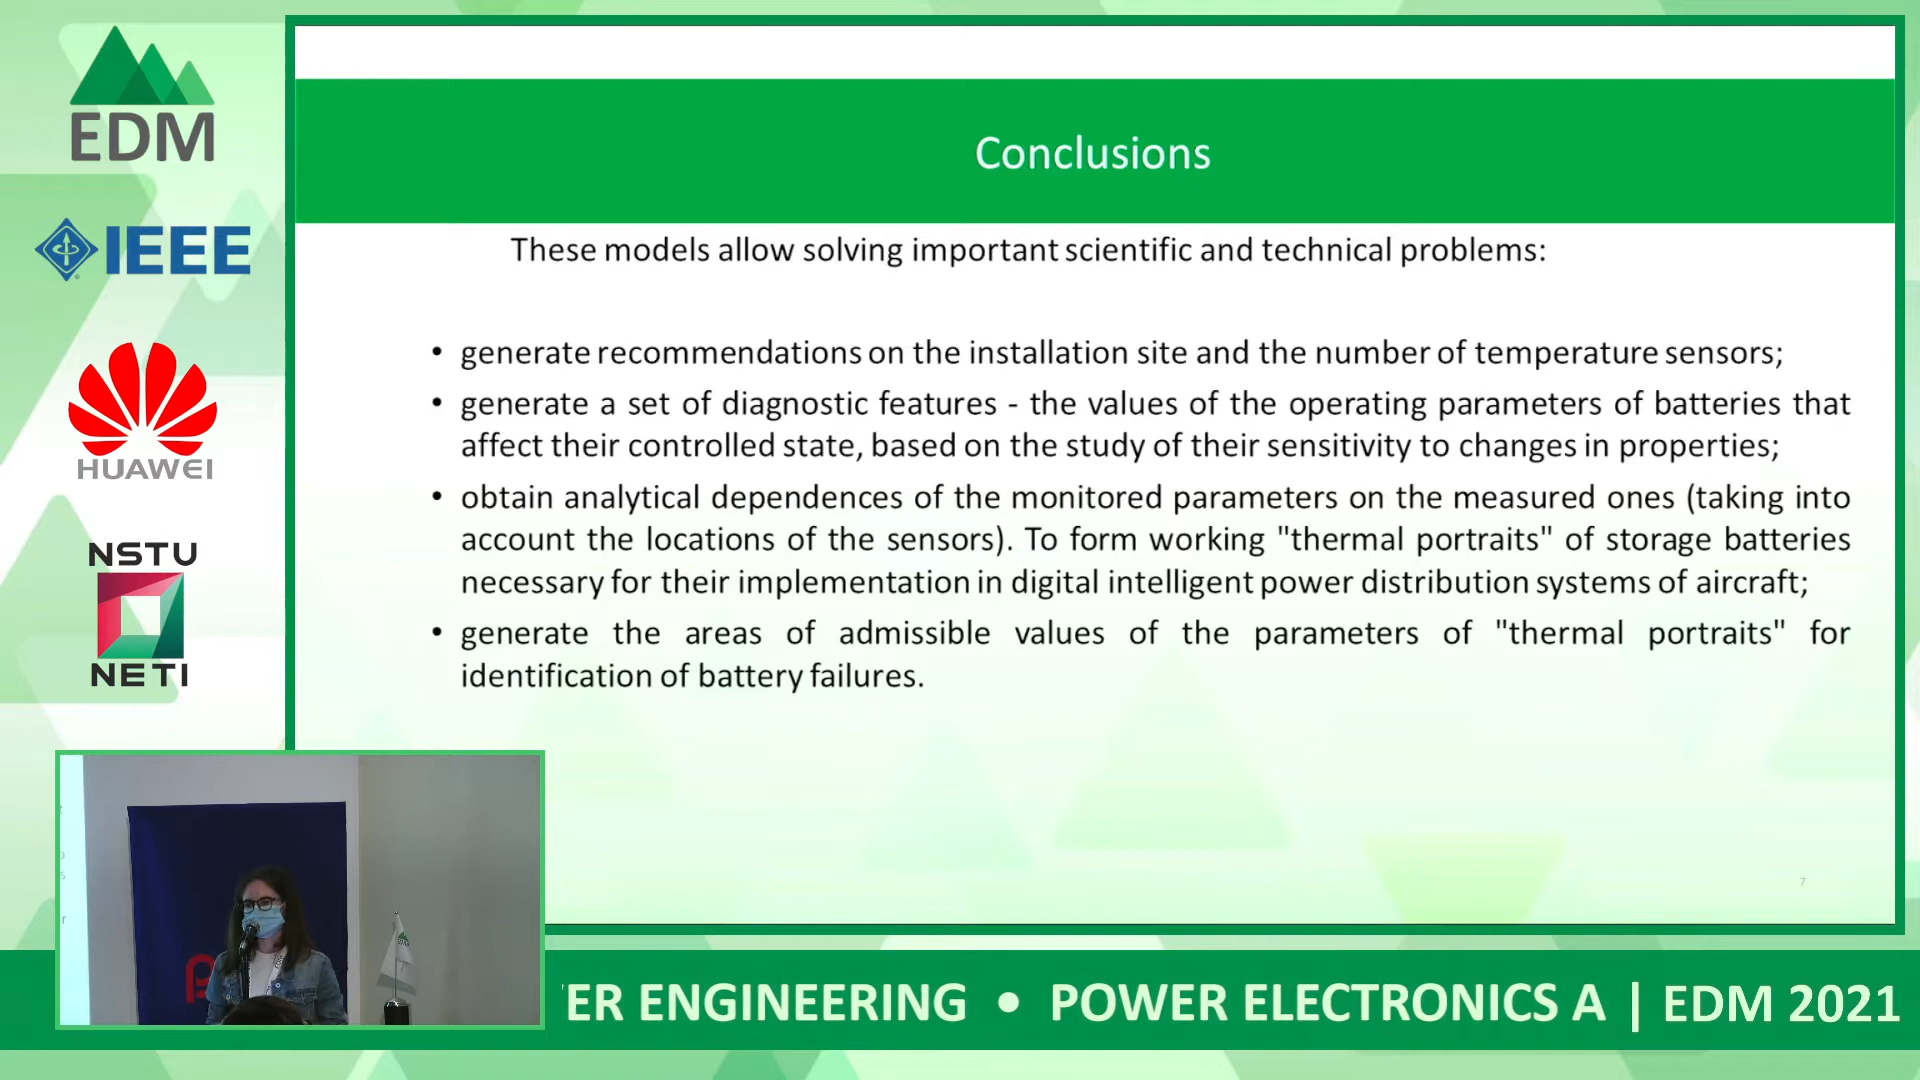 EDM
IEEE
HUAWEI
NSTU
NETI
Conclusions
These models allow solving important scientific and technical problems:
• generate recommendations on the installation site and the number of temperature sensors;
• generate a set of diagnostic features - the values of the operating parameters of batteries that
affect their controlled state, based on the study of their sensitivity to changes in properties;
• obtain analytical dependences of the monitored parameters on the measured ones (taking into
account the locations of the sensors). To form working "thermal portraits" of storage batteries
necessary for their implementation in digital intelligent power distribution systems of aircraft;
• generate the areas of admissible values of the parameters of "thermal portraits" for
identification of battery failures.
7
ER ENGINEERING • POWER ELECTRONICS A | EDM 2021